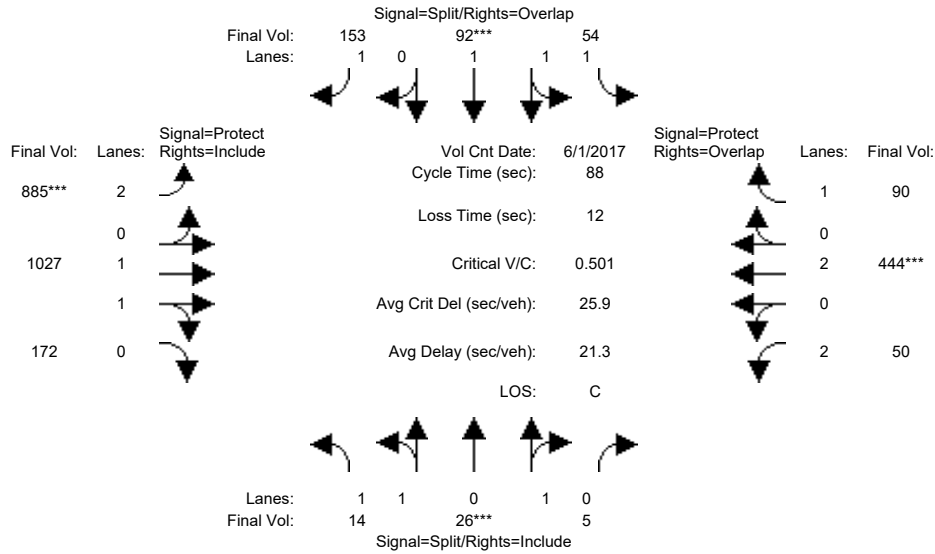 Signal=Split/Rights=Overlap
Final Vol: 153 92*** 54
Lanes: 1 0 1 1 1
Signal=Protect
Final Vol: Lanes: Rights=Include
Vol Cnt Date: 6/1/2017
Signal=Protect
Rights=Overlap Lanes: Final Vol:
Cycle Time (sec): 88
885*** 2
1 90
Loss Time (sec): 12
0
0
1027 1
Critical V/C: 0.501
2 444***
1
Avg Crit Del (sec/veh): 25.9
0
172 0
Avg Delay (sec/veh): 21.3
2 50
LOS: C
Lanes: 1 1 0 1 0
Final Vol: 14 26*** 5
Signal=Split/Rights=Include